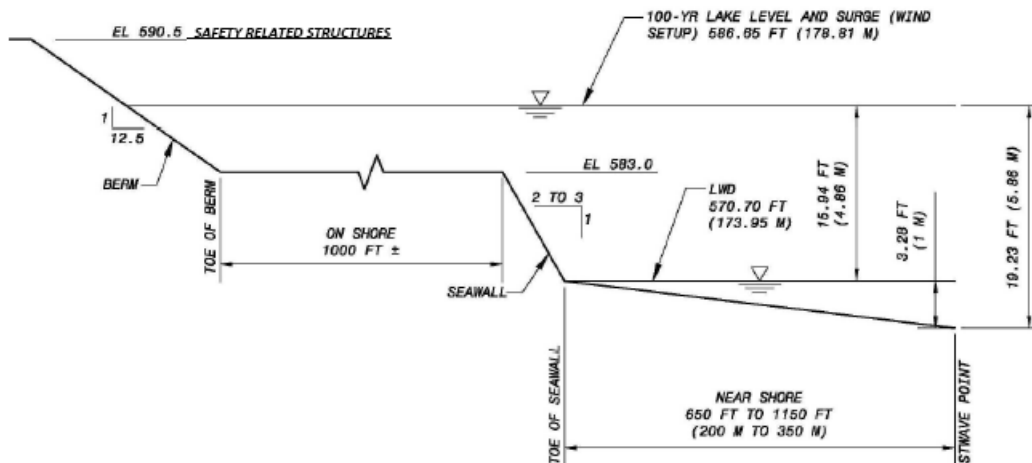 100-YR LAKE LEVEL AND SURGE (WIND
SETUP) 586.65 FT (178.81 M)
EL 590.5 SAFETY RELATED STRUCTURES
1
12.5
BERM
EL 583.0
2 TO 3
1
LWD
570.70 FT
(173.95 M)
15.94 FT
(4.86 M)
3.28 FT
(1 M)
19.23 FT (5.86 M)
TOE OF BERM
ON SHORE
1000 FT ±
SEAWALL
TOE OF SEAWALL
NEAR SHORE
650 FT TO 1150 FT
(200 M TO 350 M)
STWAVE POINT